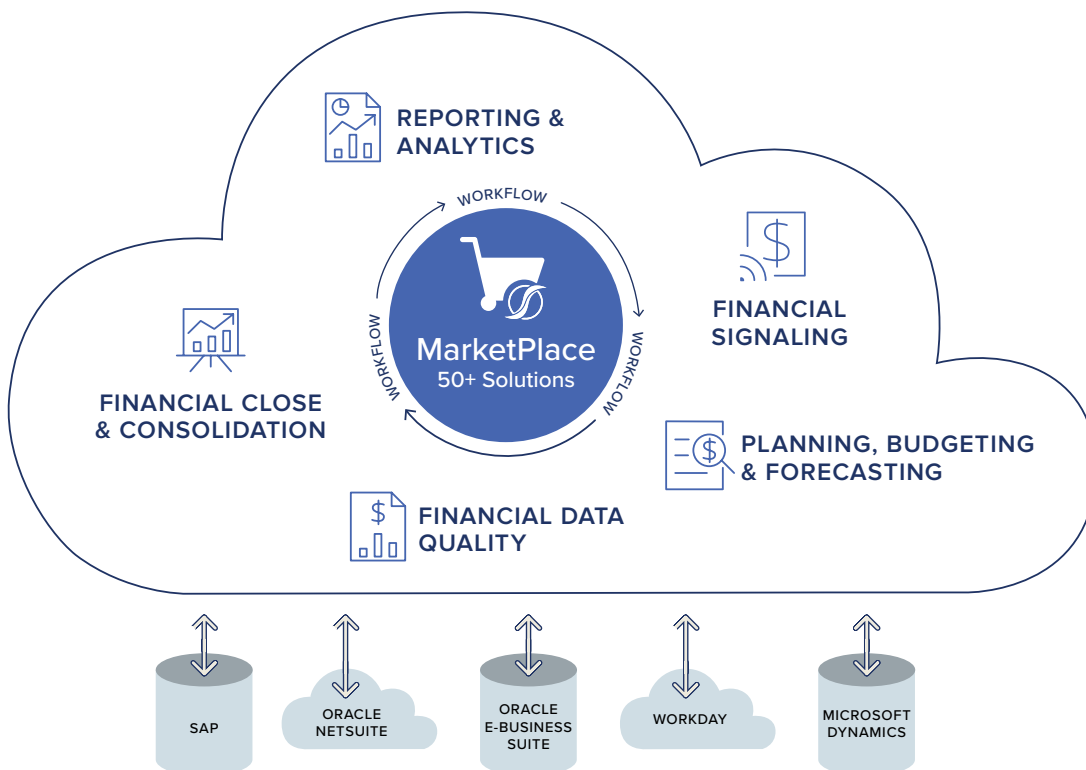 REPORTING &
ANALYTICS
WORKFLOW
FINANCIAL
SIGNALING
WORKFLOW
MarketPlace
50+ Solutions
WORKFLOW
FINANCIAL CLOSE
& CONSOLIDATION
PLANNING, BUDGETING
& FORECASTING
FINANCIAL DATA
QUALITY
SAP
ORACLE
NETSUITE
ORACLE
E-BUSINESS
SUITE
WORKDAY
MICROSOFT
DYNAMICS